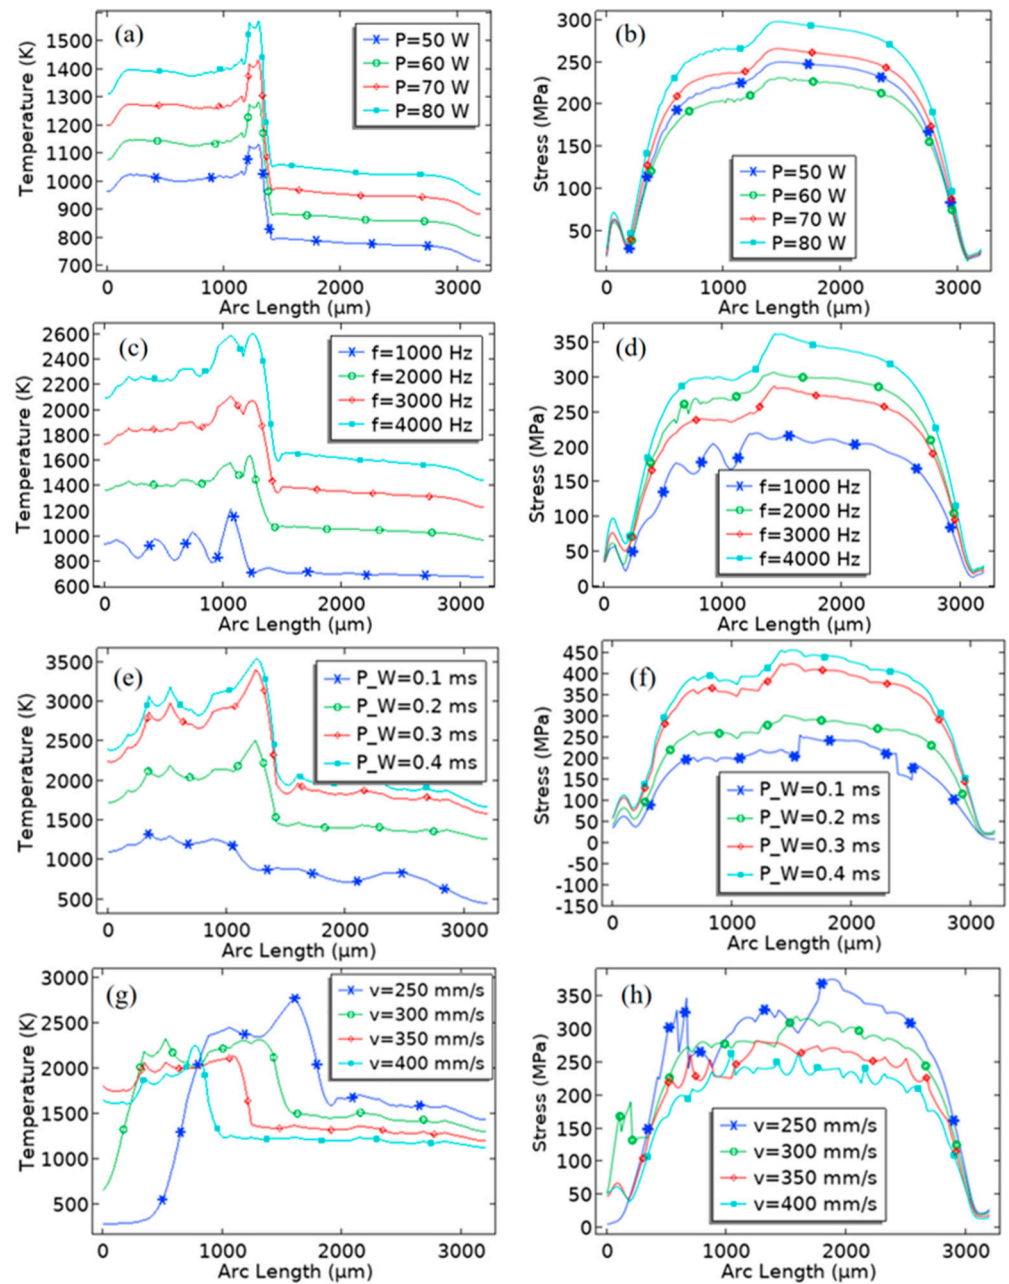 (a)
Temperature (K)
1500
1400
1300
1200
1100
1000
900
800
700
P=50 W
P=60 W
P=70 W
P=80 W
0 1000 2000 3000
Arc Length (µm)
(b)
Stress (MPa)
300
250
200
150
100
50
P=50 W
P=60 W
P=70 W
P=80 W
0 1000 2000 3000
Arc Length (µm)
(c)
Temperature (K)
2600
2400
2200
2000
1800
1600
1400
1200
1000
800
600
f=1000 Hz
f=2000 Hz
f=3000 Hz
f=4000 Hz
0 1000 2000 3000
Arc Length (µm)
(d)
Stress (MPa)
350
300
250
200
150
100
50
0
f=1000 Hz
f=2000 Hz
f=3000 Hz
f=4000 Hz
0 1000 2000 3000
Arc Length (µm)
(e)
Temperature (K)
3500
3000
2500
2000
1500
1000
500
P_W=0.1 ms
P_W=0.2 ms
P_W=0.3 ms
P_W=0.4 ms
0 1000 2000 3000
Arc Length (µm)
(f)
Stress (MPa)
450
400
350
300
250
200
150
100
50
0
-50
-100
-150
P_W=0.1 ms
P_W=0.2 ms
P_W=0.3 ms
P_W=0.4 ms
0 1000 2000 3000
Arc Length (µm)
(g)
Temperature (K)
3000
2500
2000
1500
1000
500
v=250 mm/s
v=300 mm/s
v=350 mm/s
v=400 mm/s
0 1000 2000 3000
Arc Length (µm)
(h)
Stress (MPa)
350
300
250
200
150
100
50
0
v=250 mm/s
v=300 mm/s
v=350 mm/s
v=400 mm/s
0 1000 2000 3000
Arc Length (µm)